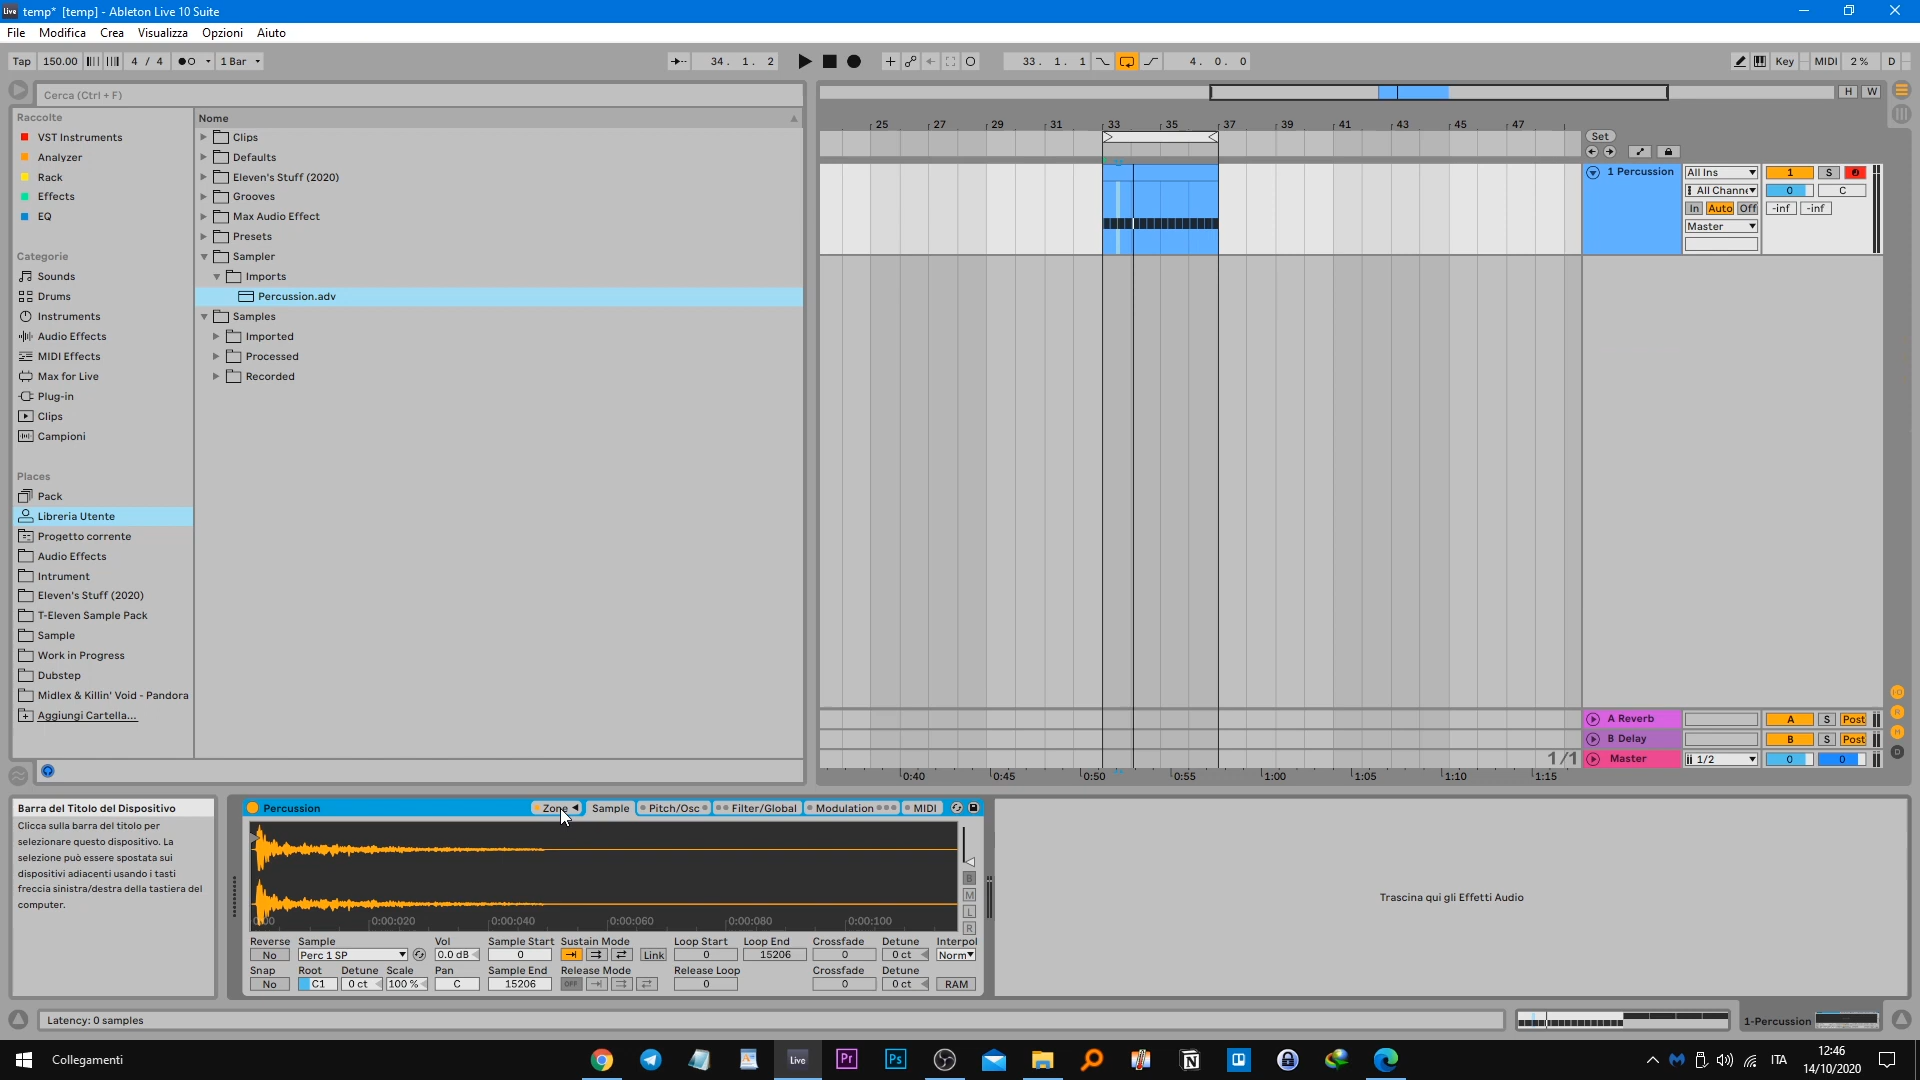 temp* [temp] - Ableton Live 10 Suite
File Modifica Crea Visualizza Opzioni Aiuto
Tap 150.00 4 / 4 1 Bar 34. 1. 2 33. 1. 1 4. 0. 0 Key MIDI 2 % D
Cerca (Ctrl + F)
H W
Raccolte
VST Instruments
Analyzer
Rack
Effects
EQ
Categorie
Sounds
Drums
Instruments
Audio Effects
MIDI Effects
Max for Live
Plug-in
Clips
Campioni
Places
Pack
Libreria Utente
Progetto corrente
Audio Effects
Intrument
Eleven's Stuff (2020)
T-Eleven Sample Pack
Sample
Work in Progress
Dubstep
Midlex & Killin' Void - Pandora
Aggiungi Cartella...
Nome
Clips
Defaults
Eleven's Stuff (2020)
Grooves
Max Audio Effect
Presets
Sampler
Imports
Percussion.adv
Samples
Imported
Processed
Recorded
25 27 29 31 33 35 37 39 41 43 45 47
Set
1 Percussion All Ins 1 S
All Channe 0 C
In Auto Off -inf -inf
Master
A Reverb A S Post
B Delay B S Post
1/1 Master 1/2 0 0
0:40 0:45 0:50 0:55 1:00 1:05 1:10 1:15
Barra del Titolo del Dispositivo
Clicca sulla barra del titolo per
selezionare questo dispositivo. La
selezione può essere spostata sui
dispositivi adiacenti usando i tasti
freccia sinistra/destra della tastiera del
computer.
Percussion Zone Sample Pitch/Osc Filter/Global Modulation MIDI
B
M
L
R
0:00:020 0:00:040 0:00:060 0:00:080 0:00:100
Reverse Sample Vol Sample Start Sustain Mode Loop Start Loop End Crossfade Detune Interpol
No Perc 1 SP 0.0 dB 0 Link 0 15206 0 0 ct Norm
Snap Root Detune Scale Pan Sample End Release Mode Release Loop Crossfade Detune
No C1 0 ct 100 % C 15206 OFF 0 0 0 ct RAM
Trascina qui gli Effetti Audio
Latency: 0 samples
1-Percussion
Collegamenti
Live
Pr
Ps
ITA
12:46
14/10/2020